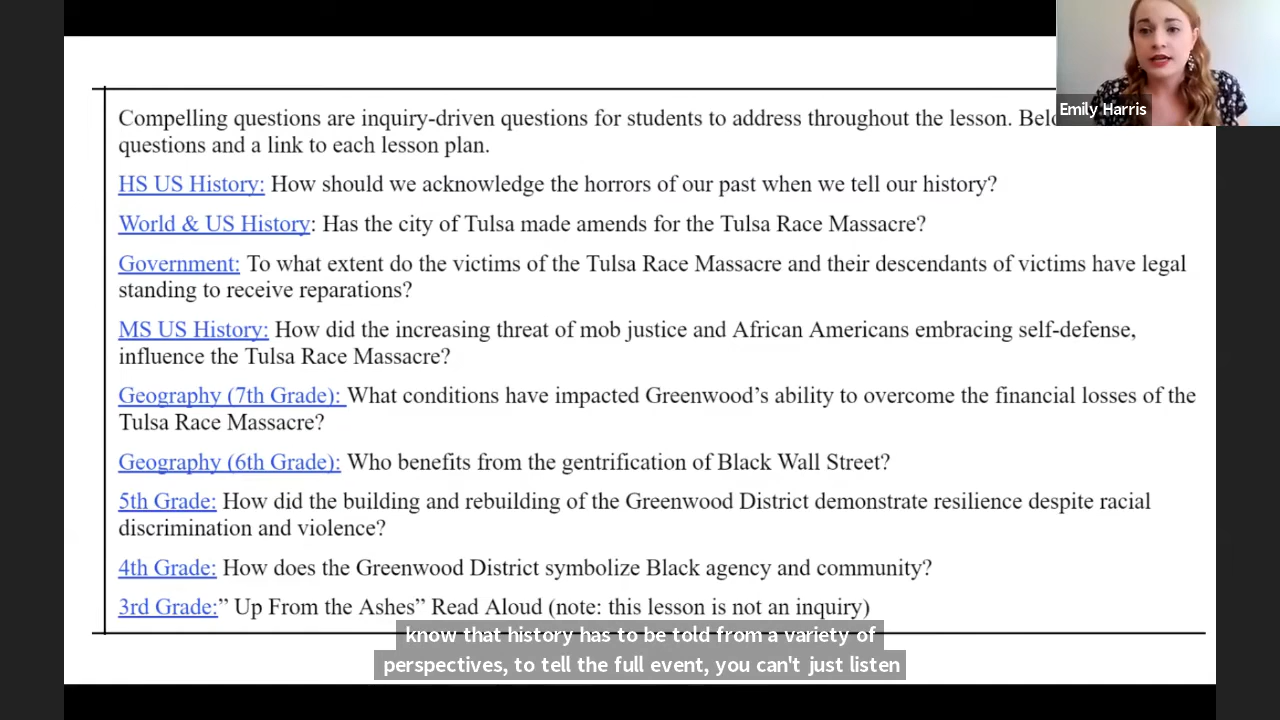 Emily Harris
Compelling questions are inquiry-driven questions for students to address throughout the lesson.
questions and a link to each lesson plan.
HS US History: How should we acknowledge the horrors of our past when we tell our history?
World & US History: Has the city of Tulsa made amends for the Tulsa Race Massacre?
Government: To what extent do the victims of the Tulsa Race Massacre and their descendants of victims have legal
standing to receive reparations?
MS US History: How did the increasing threat of mob justice and African Americans embracing self-defense,
influence the Tulsa Race Massacre?
Geography (7th Grade): What conditions have impacted Greenwood's ability to overcome the financial losses of the
Tulsa Race Massacre?
Geography (6th Grade): Who benefits from the gentrification of Black Wall Street?
5th Grade: How did the building and rebuilding of the Greenwood District demonstrate resilience despite racial
discrimination and violence?
4th Grade: How does the Greenwood District symbolize Black agency and community?
3rd Grade:” Up From the Ashes” Read Aloud (note: this lesson is not an inquiry)
know that history has to be told from a variety of
perspectives, to tell the full event, you can't just listen